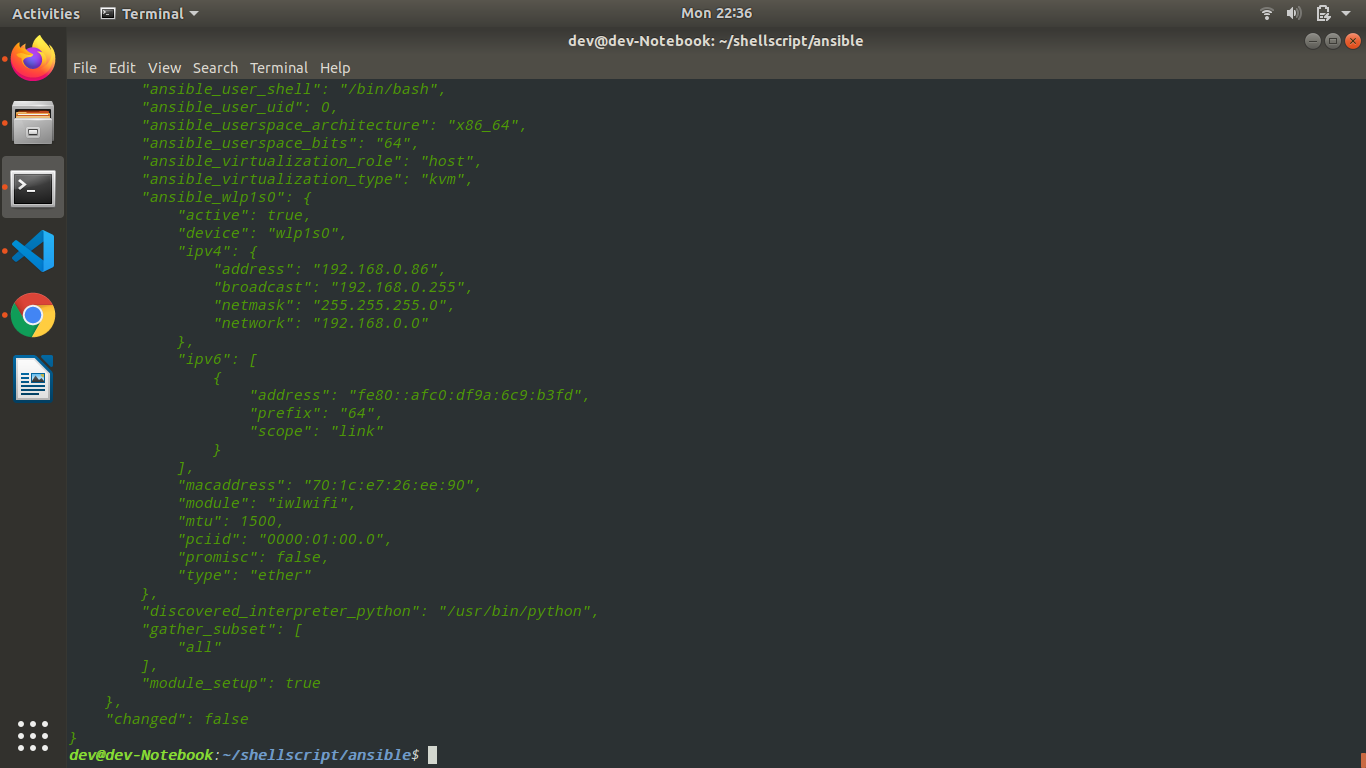 Activities Terminal Mon 22:36
dev@dev-Notebook: ~/shellscript/ansible
File Edit View Search Terminal Help
        "ansible_user_shell": "/bin/bash",
        "ansible_user_uid": 0,
        "ansible_userspace_architecture": "x86_64",
        "ansible_userspace_bits": "64",
        "ansible_virtualization_role": "host",
        "ansible_virtualization_type": "kvm",
        "ansible_wlp1s0": {
            "active": true,
            "device": "wlp1s0",
            "ipv4": {
                "address": "192.168.0.86",
                "broadcast": "192.168.0.255",
                "netmask": "255.255.255.0",
                "network": "192.168.0.0"
            },
            "ipv6": [
                {
                    "address": "fe80::afc0:df9a:6c9:b3fd",
                    "prefix": "64",
                    "scope": "link"
                }
            ],
            "macaddress": "70:1c:e7:26:ee:90",
            "module": "iwlwifi",
            "mtu": 1500,
            "pciid": "0000:01:00.0",
            "promisc": false,
            "type": "ether"
        },
        "discovered_interpreter_python": "/usr/bin/python",
        "gather_subset": [
            "all"
        ],
        "module_setup": true
    },
    "changed": false
}
dev@dev-Notebook:~/shellscript/ansible$